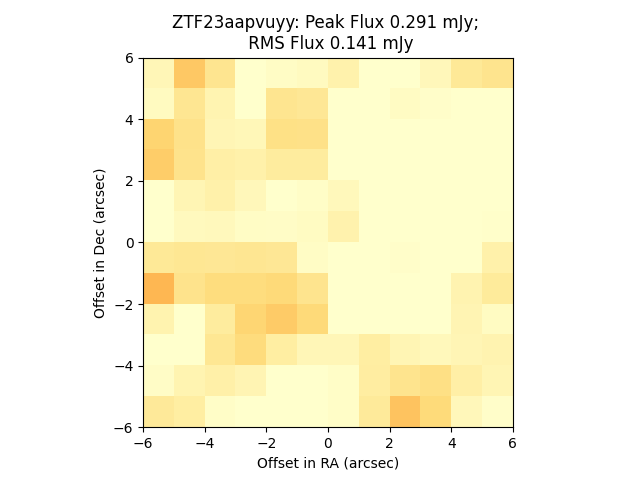 ZTF23aapvuyy: Peak Flux 0.291 mJy;
RMS Flux 0.141 mJy
6
4
2
0
−2
−4
−6
Offset in Dec (arcsec)
−6 −4 −2 0 2 4 6
Offset in RA (arcsec)